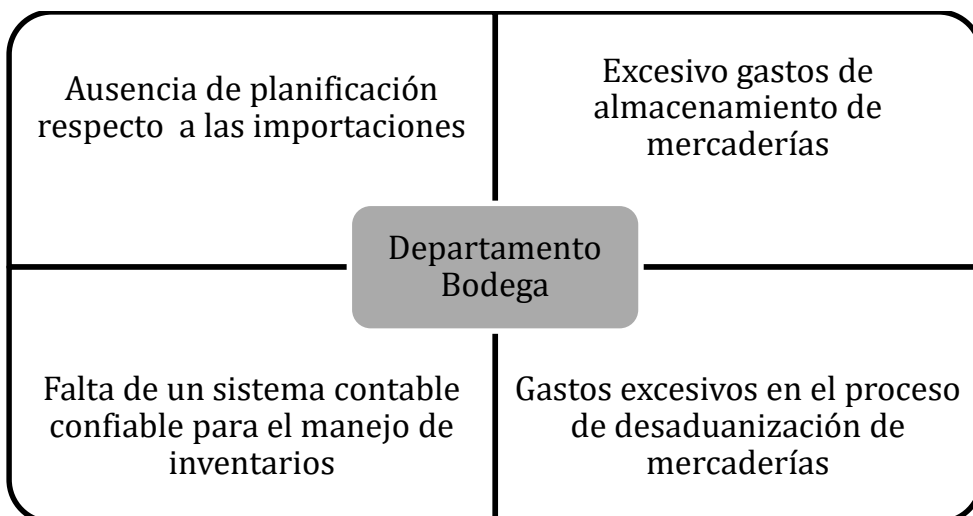 Ausencia de planificación
respecto a las importaciones
Excesivo gastos de
almacenamiento de
mercaderías
Departamento
Bodega
Falta de un sistema contable
confiable para el manejo de
inventarios
Gastos excesivos en el proceso
de desaduanización de
mercaderías